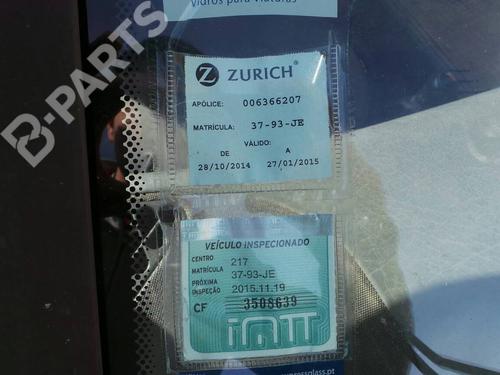 Vidros para Viaturas
B-PARTS
Z ZURICH®
APÓLICE: 006366207
MATRÍCULA: 37-93-JE
VÁLIDO:
DE A
28/10/2014 27/01/2015
VEÍCULO INSPECIONADO
CENTRO 217
MATRÍCULA 37-93-JE
PRÓXIMA
INSPEÇÃO 2015.11.19
CF 3508639
imtt